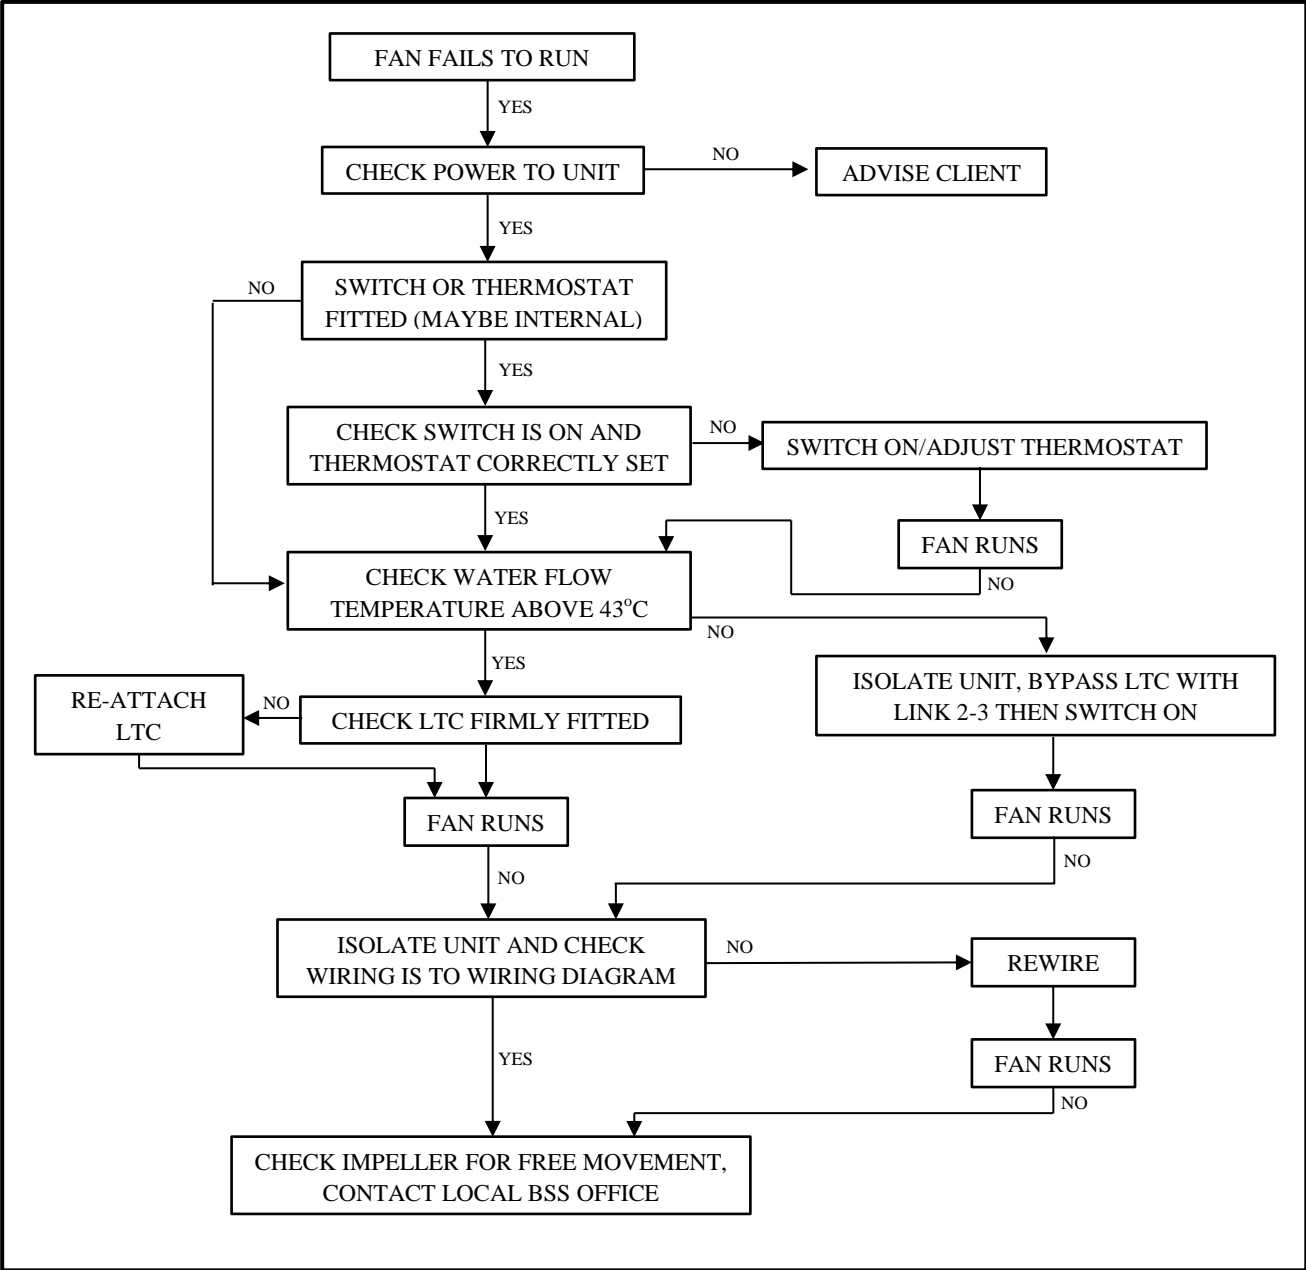 FAN FAILS TO RUN
YES
CHECK POWER TO UNIT
NO
ADVISE CLIENT
YES
SWITCH OR THERMOSTAT
FITTED (MAYBE INTERNAL)
NO
YES
CHECK SWITCH IS ON AND
THERMOSTAT CORRECTLY SET
NO
SWITCH ON/ADJUST THERMOSTAT
YES
FAN RUNS
NO
CHECK WATER FLOW
TEMPERATURE ABOVE 43°C
NO
YES
ISOLATE UNIT, BYPASS LTC WITH
LINK 2-3 THEN SWITCH ON
RE-ATTACH
LTC
NO
CHECK LTC FIRMLY FITTED
FAN RUNS
FAN RUNS
NO
NO
ISOLATE UNIT AND CHECK
WIRING IS TO WIRING DIAGRAM
NO
REWIRE
YES
FAN RUNS
NO
CHECK IMPELLER FOR FREE MOVEMENT,
CONTACT LOCAL BSS OFFICE